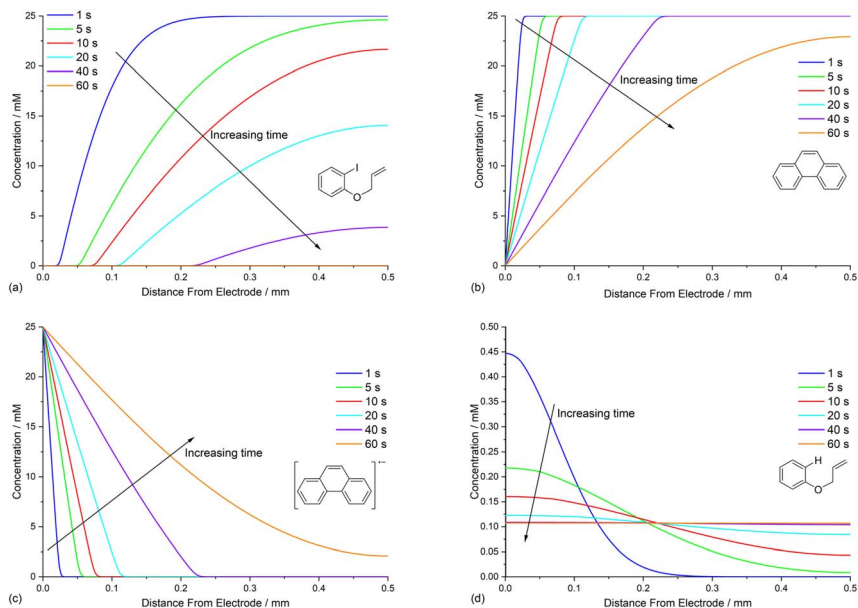 25
20
15
10
5
0
Concentration / mM
0.0 0.1 0.2 0.3 0.4 0.5
Distance From Electrode / mm
1 s
5 s
10 s
20 s
40 s
60 s
Increasing time
I
O
(a)
25
20
15
10
5
0
Concentration / mM
0.0 0.1 0.2 0.3 0.4 0.5
Distance From Electrode / mm
1 s
5 s
10 s
20 s
40 s
60 s
Increasing time
(b)
25
20
15
10
5
0
Concentration / mM
0.0 0.1 0.2 0.3 0.4 0.5
Distance From Electrode / mm
1 s
5 s
10 s
20 s
40 s
60 s
Increasing time
•−
(c)
0.50
0.45
0.40
0.35
0.30
0.25
0.20
0.15
0.10
0.05
0.00
Concentration / mM
0.0 0.1 0.2 0.3 0.4 0.5
Distance From Electrode / mm
1 s
5 s
10 s
20 s
40 s
60 s
Increasing time
H
O
(d)